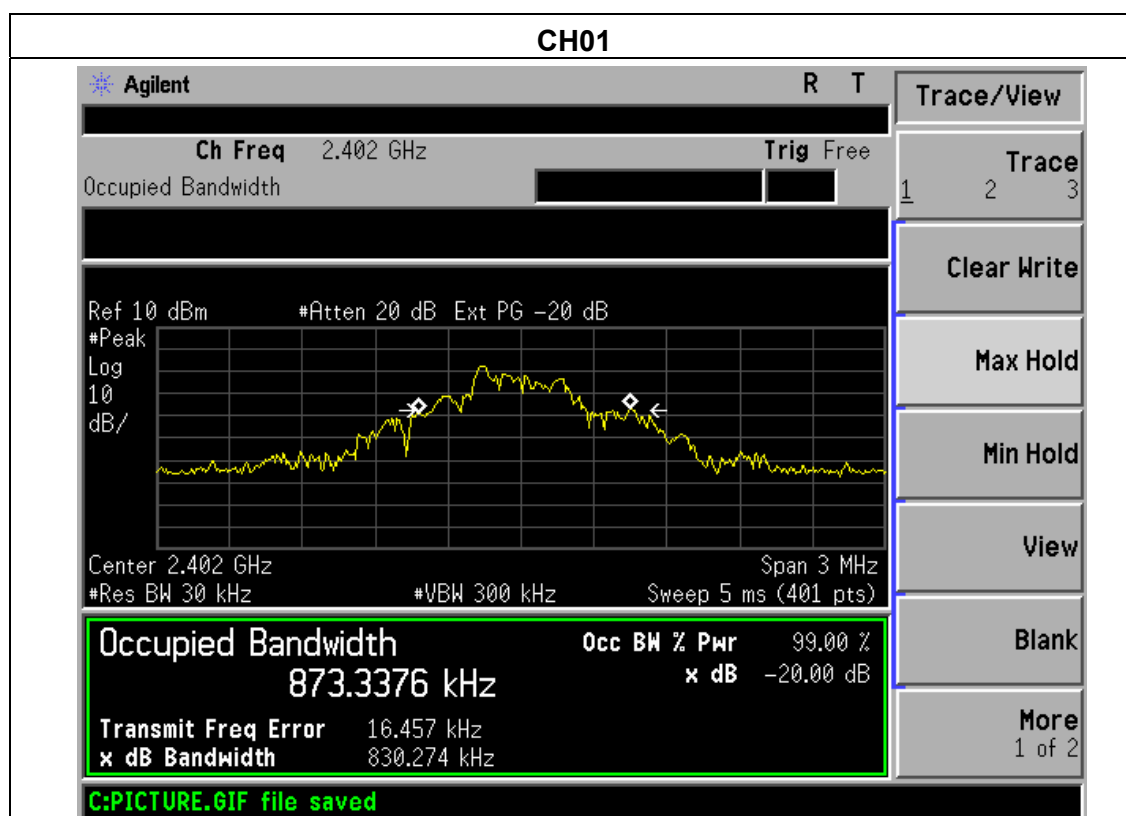 CH01
Agilent R T
Trace/View
Ch Freq 2.402 GHz Trig Free
Occupied Bandwidth
Trace
1 2 3
Clear Write
Max Hold
Min Hold
View
Blank
More
1 of 2
Ref 10 dBm #Atten 20 dB Ext PG -20 dB
#Peak
Log
10
dB/
Center 2.402 GHz Span 3 MHz
#Res BW 30 kHz #VBW 300 kHz Sweep 5 ms (401 pts)
Occupied Bandwidth Occ BW % Pwr 99.00 %
873.3376 kHz x dB -20.00 dB
Transmit Freq Error 16.457 kHz
x dB Bandwidth 830.274 kHz
C:PICTURE.GIF file saved